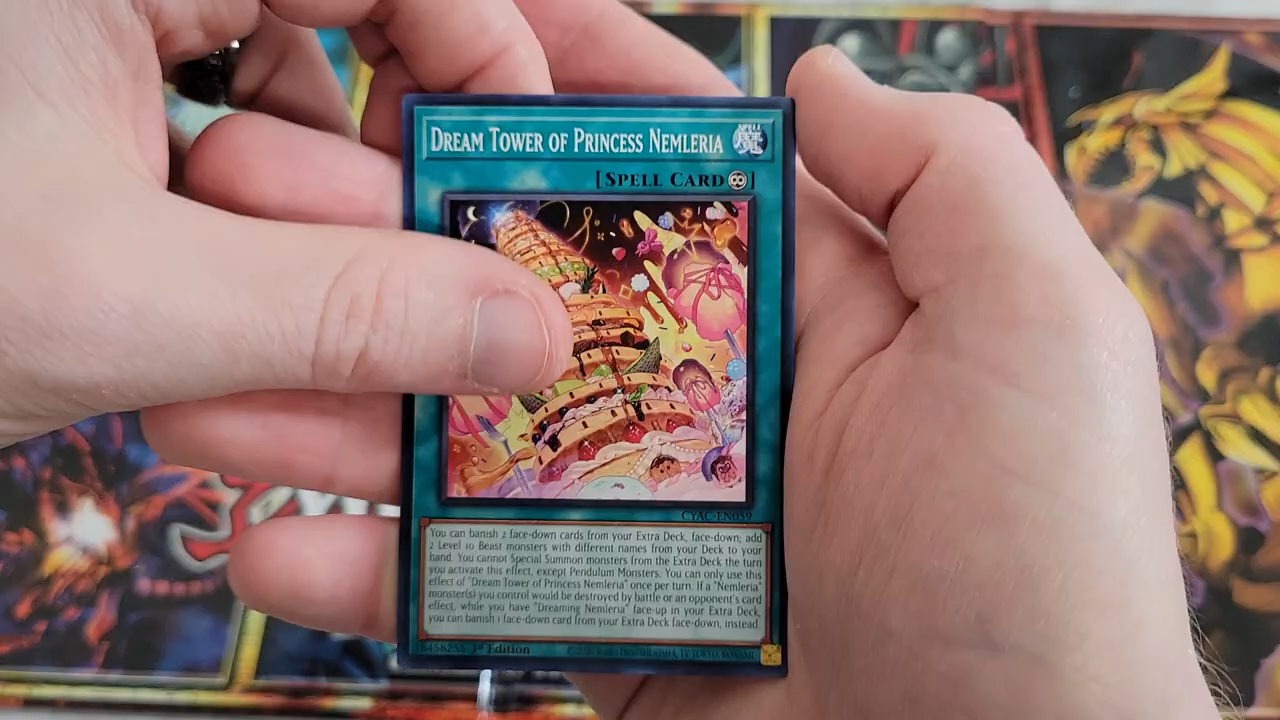 DREAM TOWER OF PRINCESS NEMLERIA
SPELL
[SPELL CARD]
CYAC-EN059
You can banish 2 face-down cards from your Extra Deck, face-down; add
2 Level 10 Beast monsters with different names from your Deck to your
hand. You cannot Special Summon monsters from the Extra Deck the turn
you activate this effect, except Pendulum Monsters. You can only use this
effect of "Dream Tower of Princess Nemleria" once per turn. If a "Nemleria"
monster(s) you control would be destroyed by battle or an opponent's card
effect, while you have "Dreaming Nemleria" face-up in your Extra Deck,
you can banish 1 face-down card from your Extra Deck face-down, instead.
1st Edition